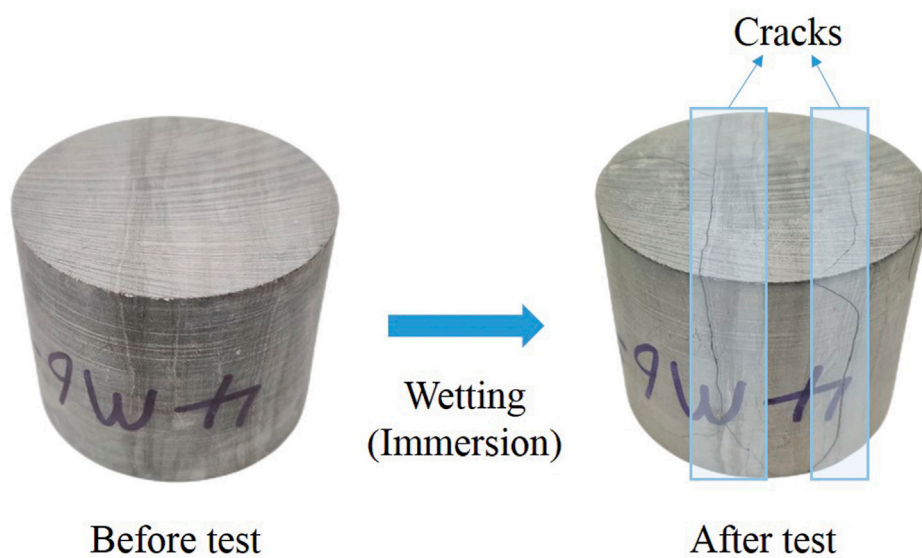 Cracks
Wetting
(Immersion)
Before test
After test